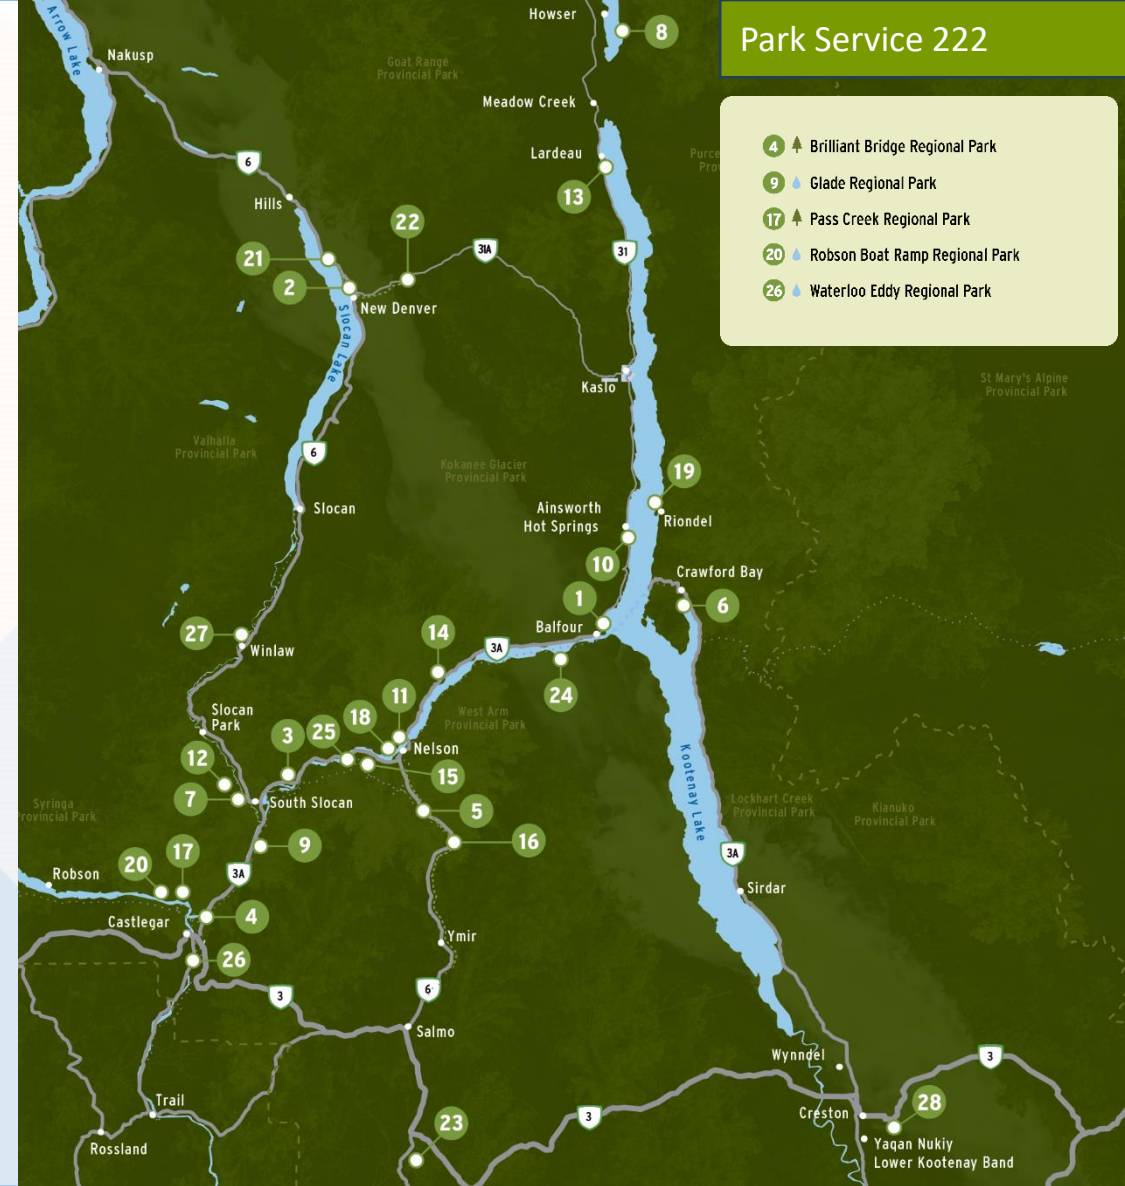 Park Service 222
4 Brilliant Bridge Regional Park
9 Glade Regional Park
17 Pass Creek Regional Park
20 Robson Boat Ramp Regional Park
26 Waterloo Eddy Regional Park
Howser
8
Arrow Lake
Nakusp
Goat Range
Provincial Park
Meadow Creek
Lardeau
13
6
Hills
22
31A
31
21
2
New Denver
Slocan Lake
Kaslo
St Mary's Alpine
Provincial Park
Valhalla
Provincial Park
6
Kokanee Glacier
Provincial Park
19
Slocan
Ainsworth
Hot Springs
Riondel
10
Crawford Bay
1
6
Balfour
27
Winlaw
14
3A
24
11
Slocan
Park
18
West Arm
Provincial Park
3
25
Nelson
12
15
7
South Slocan
Kootenay Lake
Syringa
Provincial Park
5
Lockhart Creek
Provincial Park
Kianuko
Provincial Park
9
16
20
17
3A
3A
Robson
Sirdar
Castlegar
4
Ymir
26
3
6
Salmo
Wynndel
3
Trail
3
Creston
28
23
Rossland
Yaqan Nukiy
Lower Kootenay Band